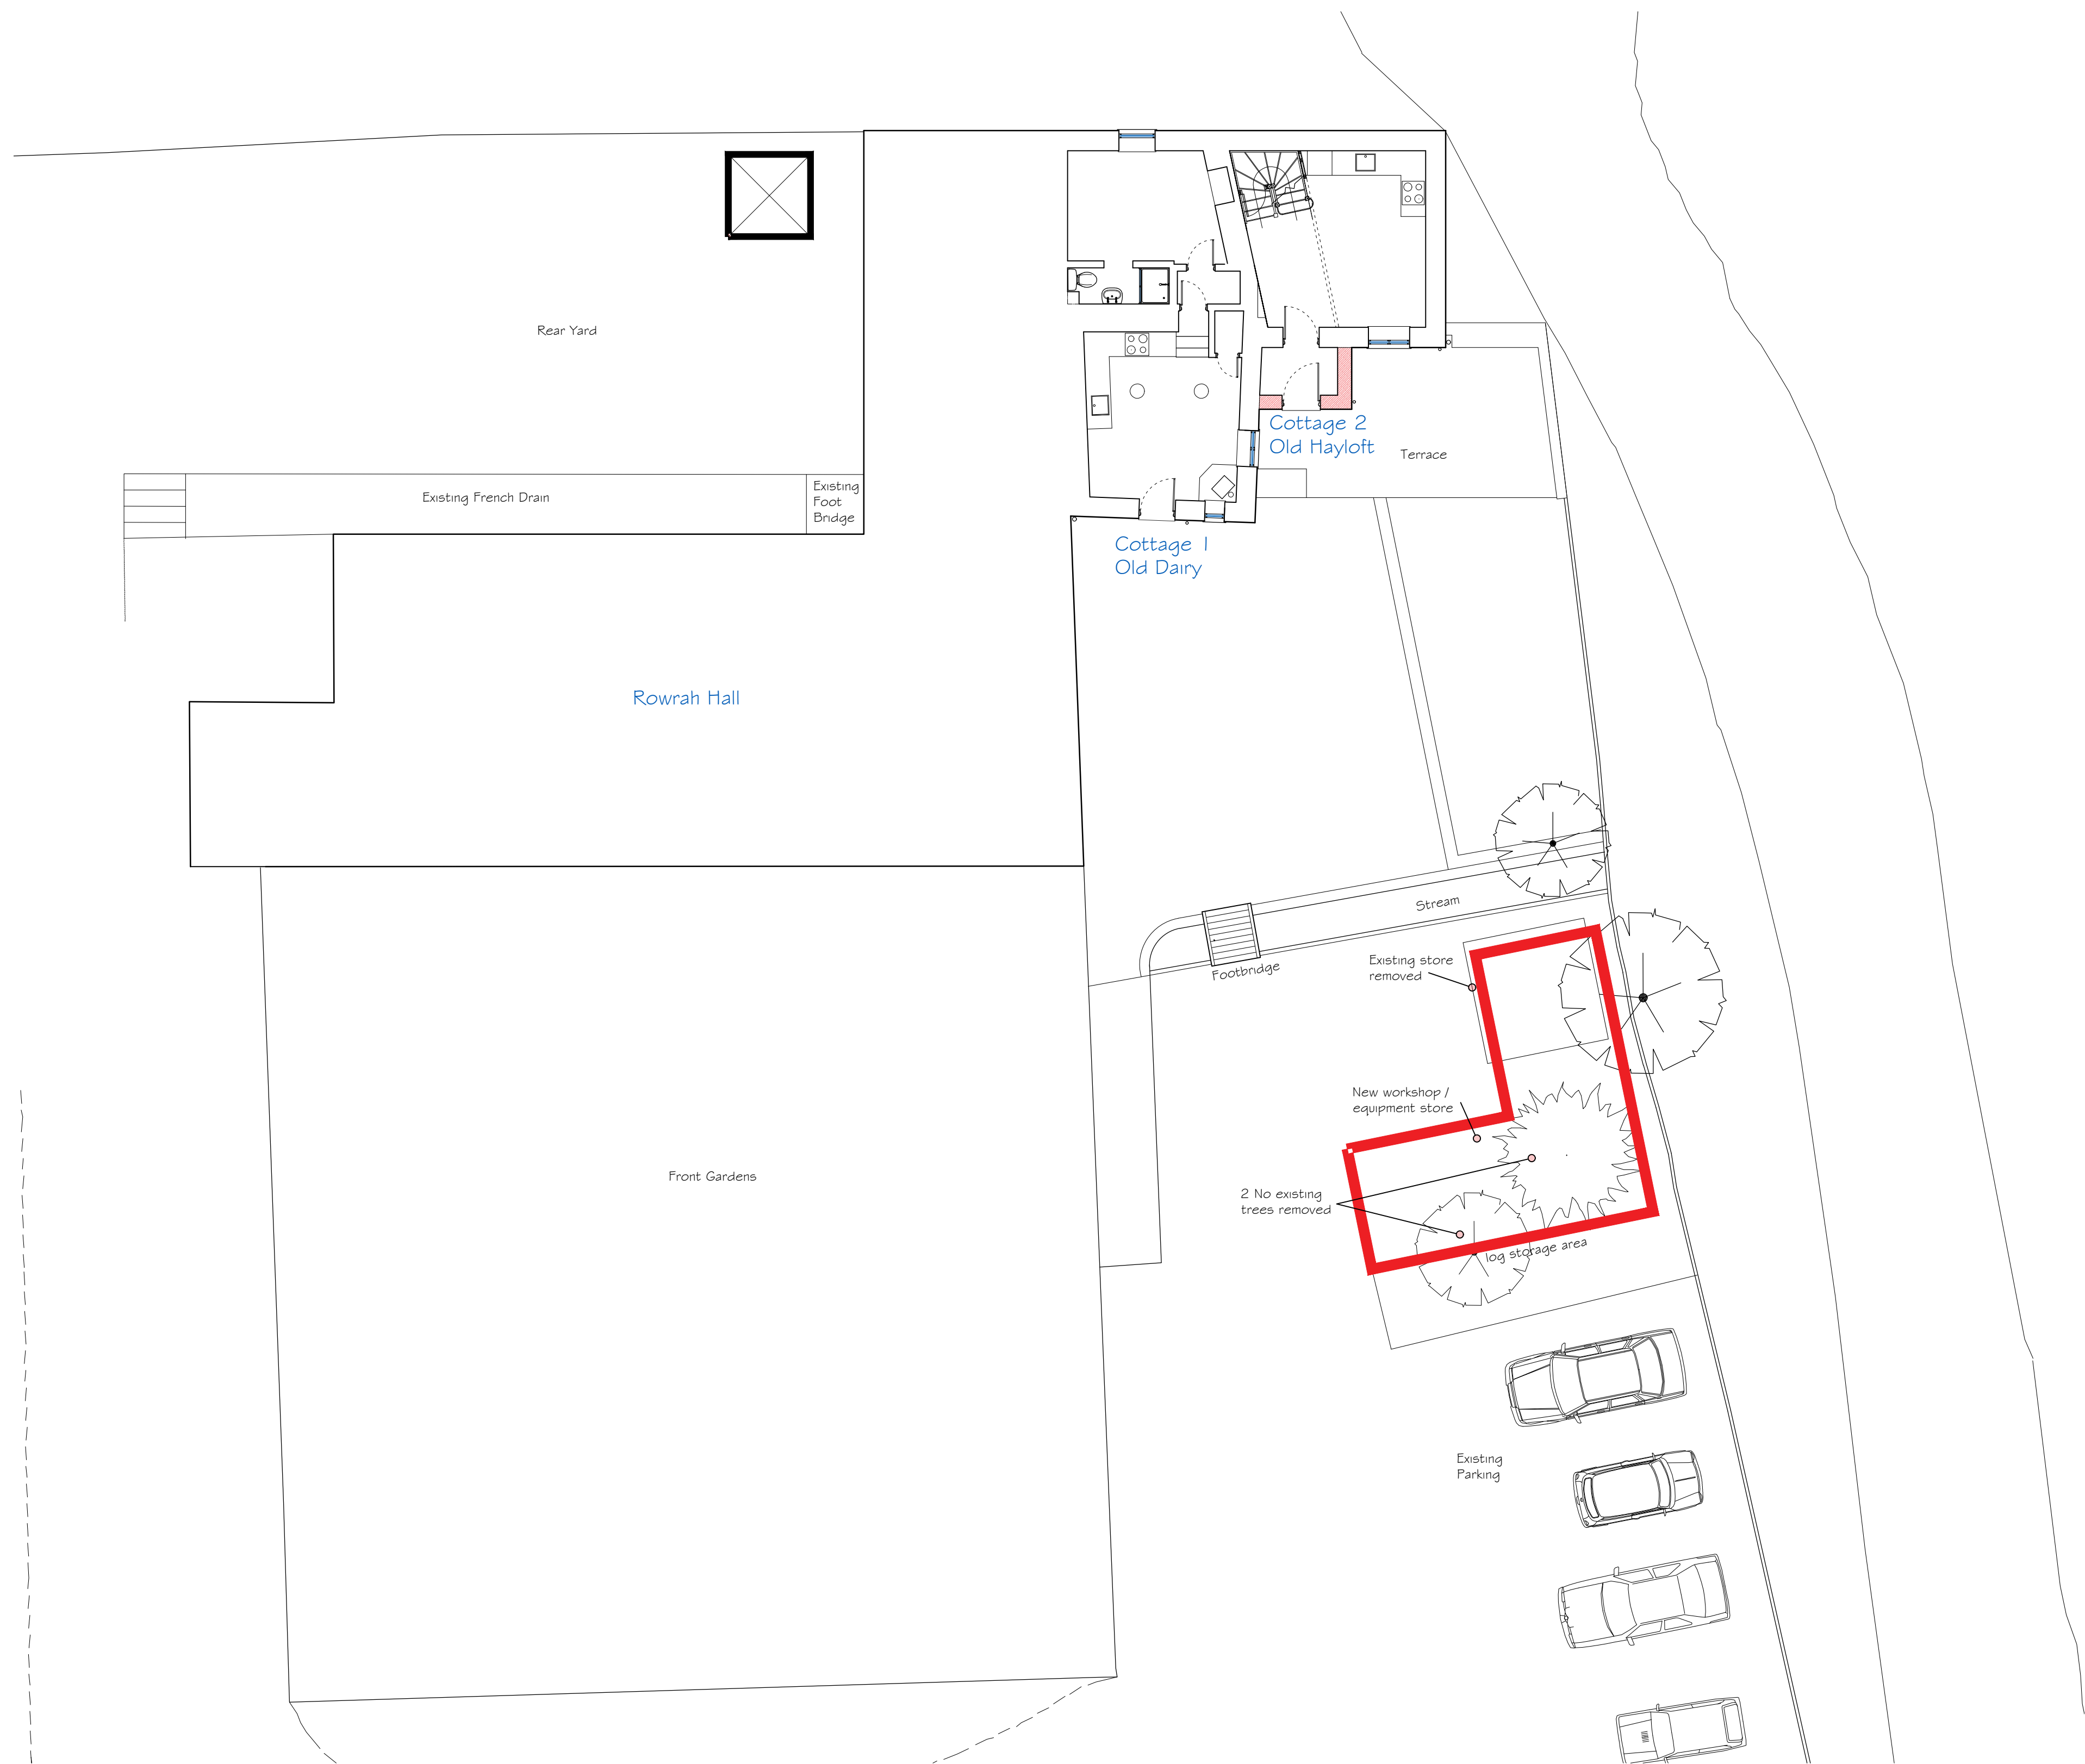 Rear Yard
Existing French Drain
Existing
Foot
Bridge
Cottage 2
Old Hayloft
Terrace
Cottage 1
Old Dairy
Rowrah Hall
Stream
Footbridge
Existing store
removed
New workshop /
equipment store
Front Gardens
2 No existing
trees removed
log storage area
Existing
Parking